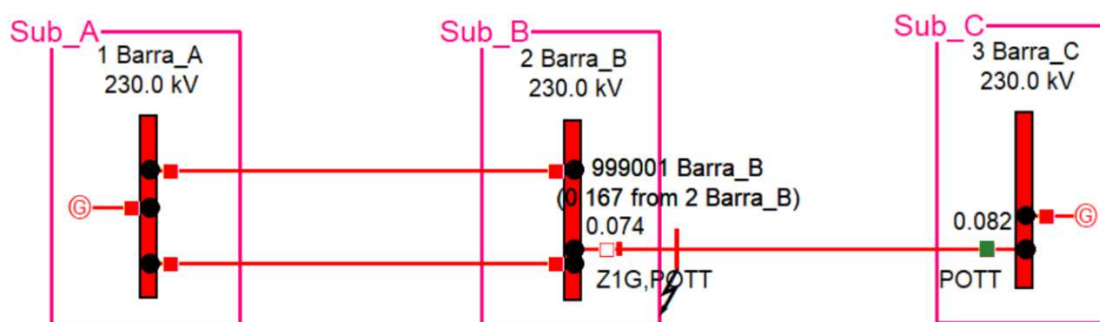 Sub_A
1 Barra_A
230.0 kV
G
Sub_B
2 Barra_B
230.0 kV
999001 Barra_B
(0.167 from 2 Barra_B)
0.074
Z1G,POTT
Sub_C
3 Barra_C
230.0 kV
0.082
G
POTT